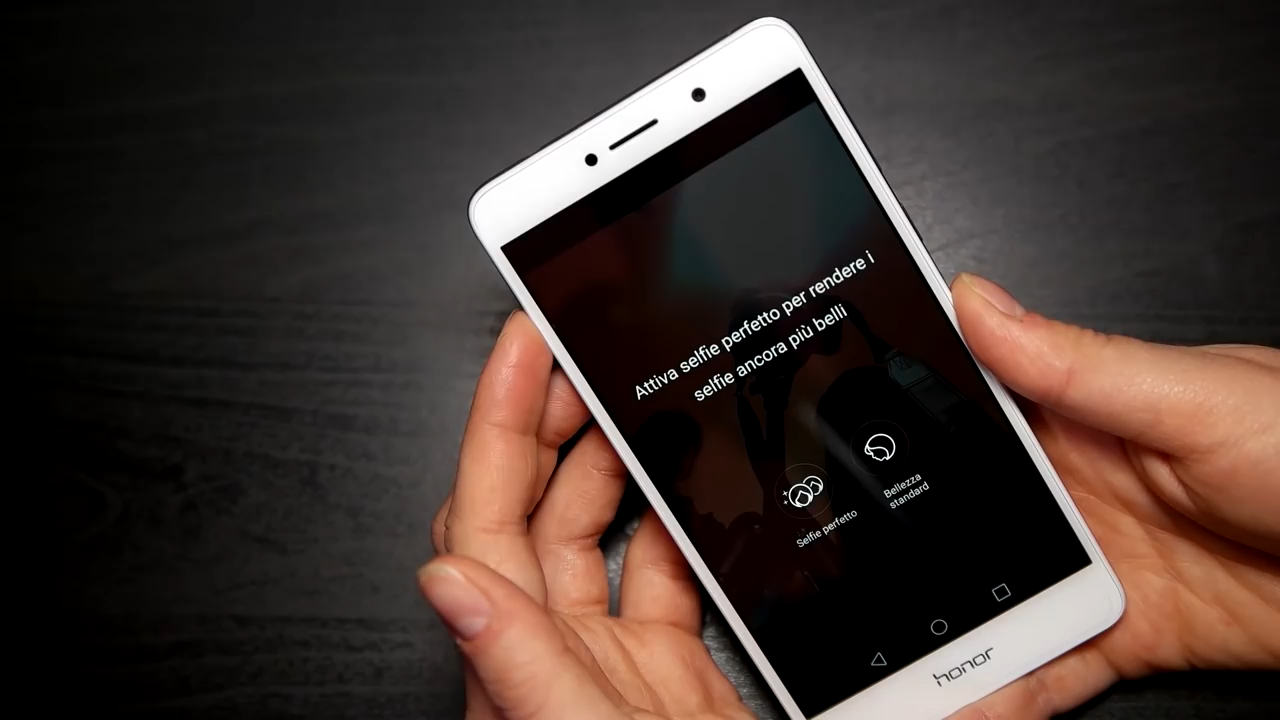 Attiva selfie perfetto per rendere i
selfie ancora più belli
Selfie perfetto
Bellezza
standard
honor